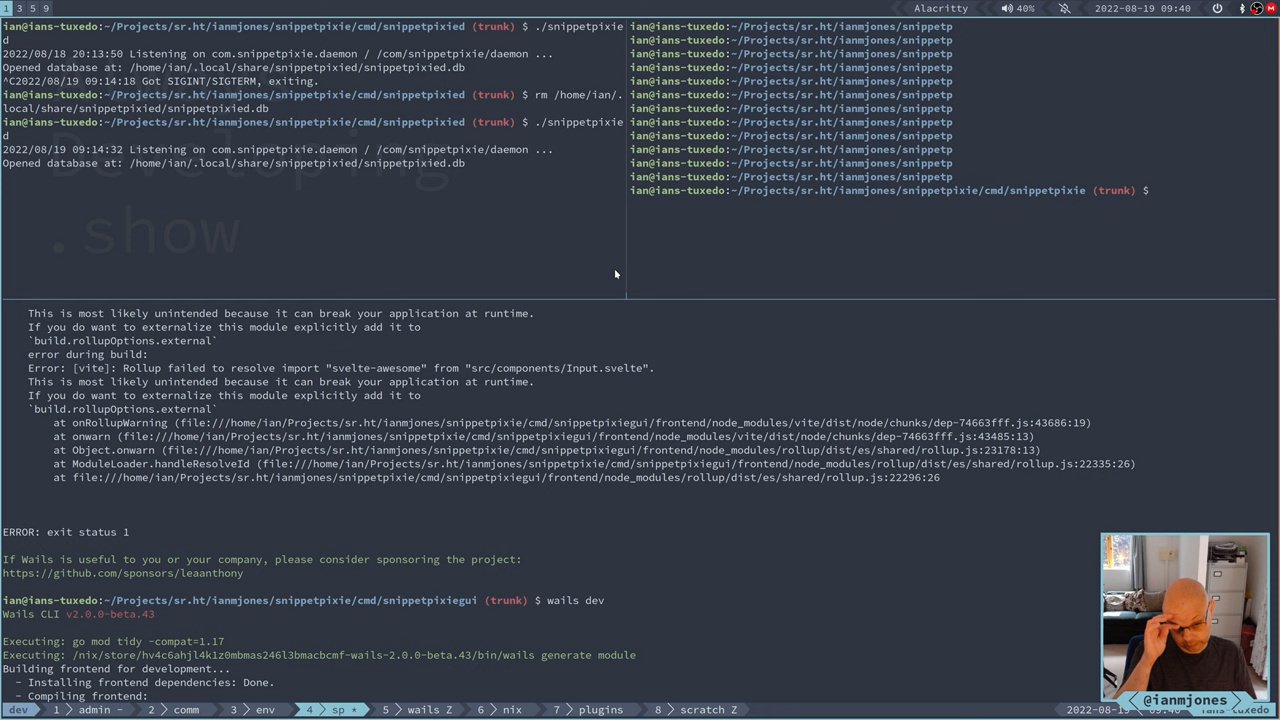 1 3 5 9
Alacritty
40%
2022-08-19 09:40
ian@ians-tuxedo:~/Projects/sr.ht/ianmjones/snippetpixie/cmd/snippetpixied (trunk) $ ./snippetpixie
d
2022/08/18 20:13:50 Listening on com.snippetpixie.daemon / /com/snippetpixie/daemon ...
Opened database at: /home/ian/.local/share/snippetpixied/snippetpixied.db
^C2022/08/19 09:14:18 Got SIGINT/SIGTERM, exiting.
ian@ians-tuxedo:~/Projects/sr.ht/ianmjones/snippetpixie/cmd/snippetpixied (trunk) $ rm /home/ian/.
local/share/snippetpixied/snippetpixied.db
ian@ians-tuxedo:~/Projects/sr.ht/ianmjones/snippetpixie/cmd/snippetpixied (trunk) $ ./snippetpixie
d
2022/08/19 09:14:32 Listening on com.snippetpixie.daemon / /com/snippetpixie/daemon ...
Opened database at: /home/ian/.local/share/snippetpixied/snippetpixied.db
Developing
.show
ian@ians-tuxedo:~/Projects/sr.ht/ianmjones/snippetp
ian@ians-tuxedo:~/Projects/sr.ht/ianmjones/snippetp
ian@ians-tuxedo:~/Projects/sr.ht/ianmjones/snippetp
ian@ians-tuxedo:~/Projects/sr.ht/ianmjones/snippetp
ian@ians-tuxedo:~/Projects/sr.ht/ianmjones/snippetp
ian@ians-tuxedo:~/Projects/sr.ht/ianmjones/snippetp
ian@ians-tuxedo:~/Projects/sr.ht/ianmjones/snippetp
ian@ians-tuxedo:~/Projects/sr.ht/ianmjones/snippetp
ian@ians-tuxedo:~/Projects/sr.ht/ianmjones/snippetp
ian@ians-tuxedo:~/Projects/sr.ht/ianmjones/snippetp
ian@ians-tuxedo:~/Projects/sr.ht/ianmjones/snippetp
ian@ians-tuxedo:~/Projects/sr.ht/ianmjones/snippetp
ian@ians-tuxedo:~/Projects/sr.ht/ianmjones/snippetpixie/cmd/snippetpixie (trunk) $
This is most likely unintended because it can break your application at runtime.
If you do want to externalize this module explicitly add it to
`build.rollupOptions.external`
error during build:
Error: [vite]: Rollup failed to resolve import "svelte-awesome" from "src/components/Input.svelte".
This is most likely unintended because it can break your application at runtime.
If you do want to externalize this module explicitly add it to
`build.rollupOptions.external`
at onRollupWarning (file:///home/ian/Projects/sr.ht/ianmjones/snippetpixie/cmd/snippetpixiegui/frontend/node_modules/vite/dist/node/chunks/dep-74663fff.js:43686:19)
at onwarn (file:///home/ian/Projects/sr.ht/ianmjones/snippetpixie/cmd/snippetpixiegui/frontend/node_modules/vite/dist/node/chunks/dep-74663fff.js:43485:13)
at Object.onwarn (file:///home/ian/Projects/sr.ht/ianmjones/snippetpixie/cmd/snippetpixiegui/frontend/node_modules/rollup/dist/es/shared/rollup.js:23178:13)
at ModuleLoader.handleResolveId (file:///home/ian/Projects/sr.ht/ianmjones/snippetpixie/cmd/snippetpixiegui/frontend/node_modules/rollup/dist/es/shared/rollup.js:22335:26)
at file:///home/ian/Projects/sr.ht/ianmjones/snippetpixie/cmd/snippetpixiegui/frontend/node_modules/rollup/dist/es/shared/rollup.js:22296:26
ERROR: exit status 1
If Wails is useful to you or your company, please consider sponsoring the project:
https://github.com/sponsors/leaanthony
ian@ians-tuxedo:~/Projects/sr.ht/ianmjones/snippetpixie/cmd/snippetpixiegui (trunk) $ wails dev
Wails CLI v2.0.0-beta.43
Executing: go mod tidy -compat=1.17
Executing: /nix/store/hv4c6ahjl4k1z0mbmas246l3bmacbcmf-wails-2.0.0-beta.43/bin/wails generate module
Building frontend for development...
- Installing frontend dependencies: Done.
- Compiling frontend:
@ianmjones
dev 1 admin - 2 comm 3 env 4 sp * 5 wails Z 6 nix 7 plugins 8 scratch Z
2022-08-19